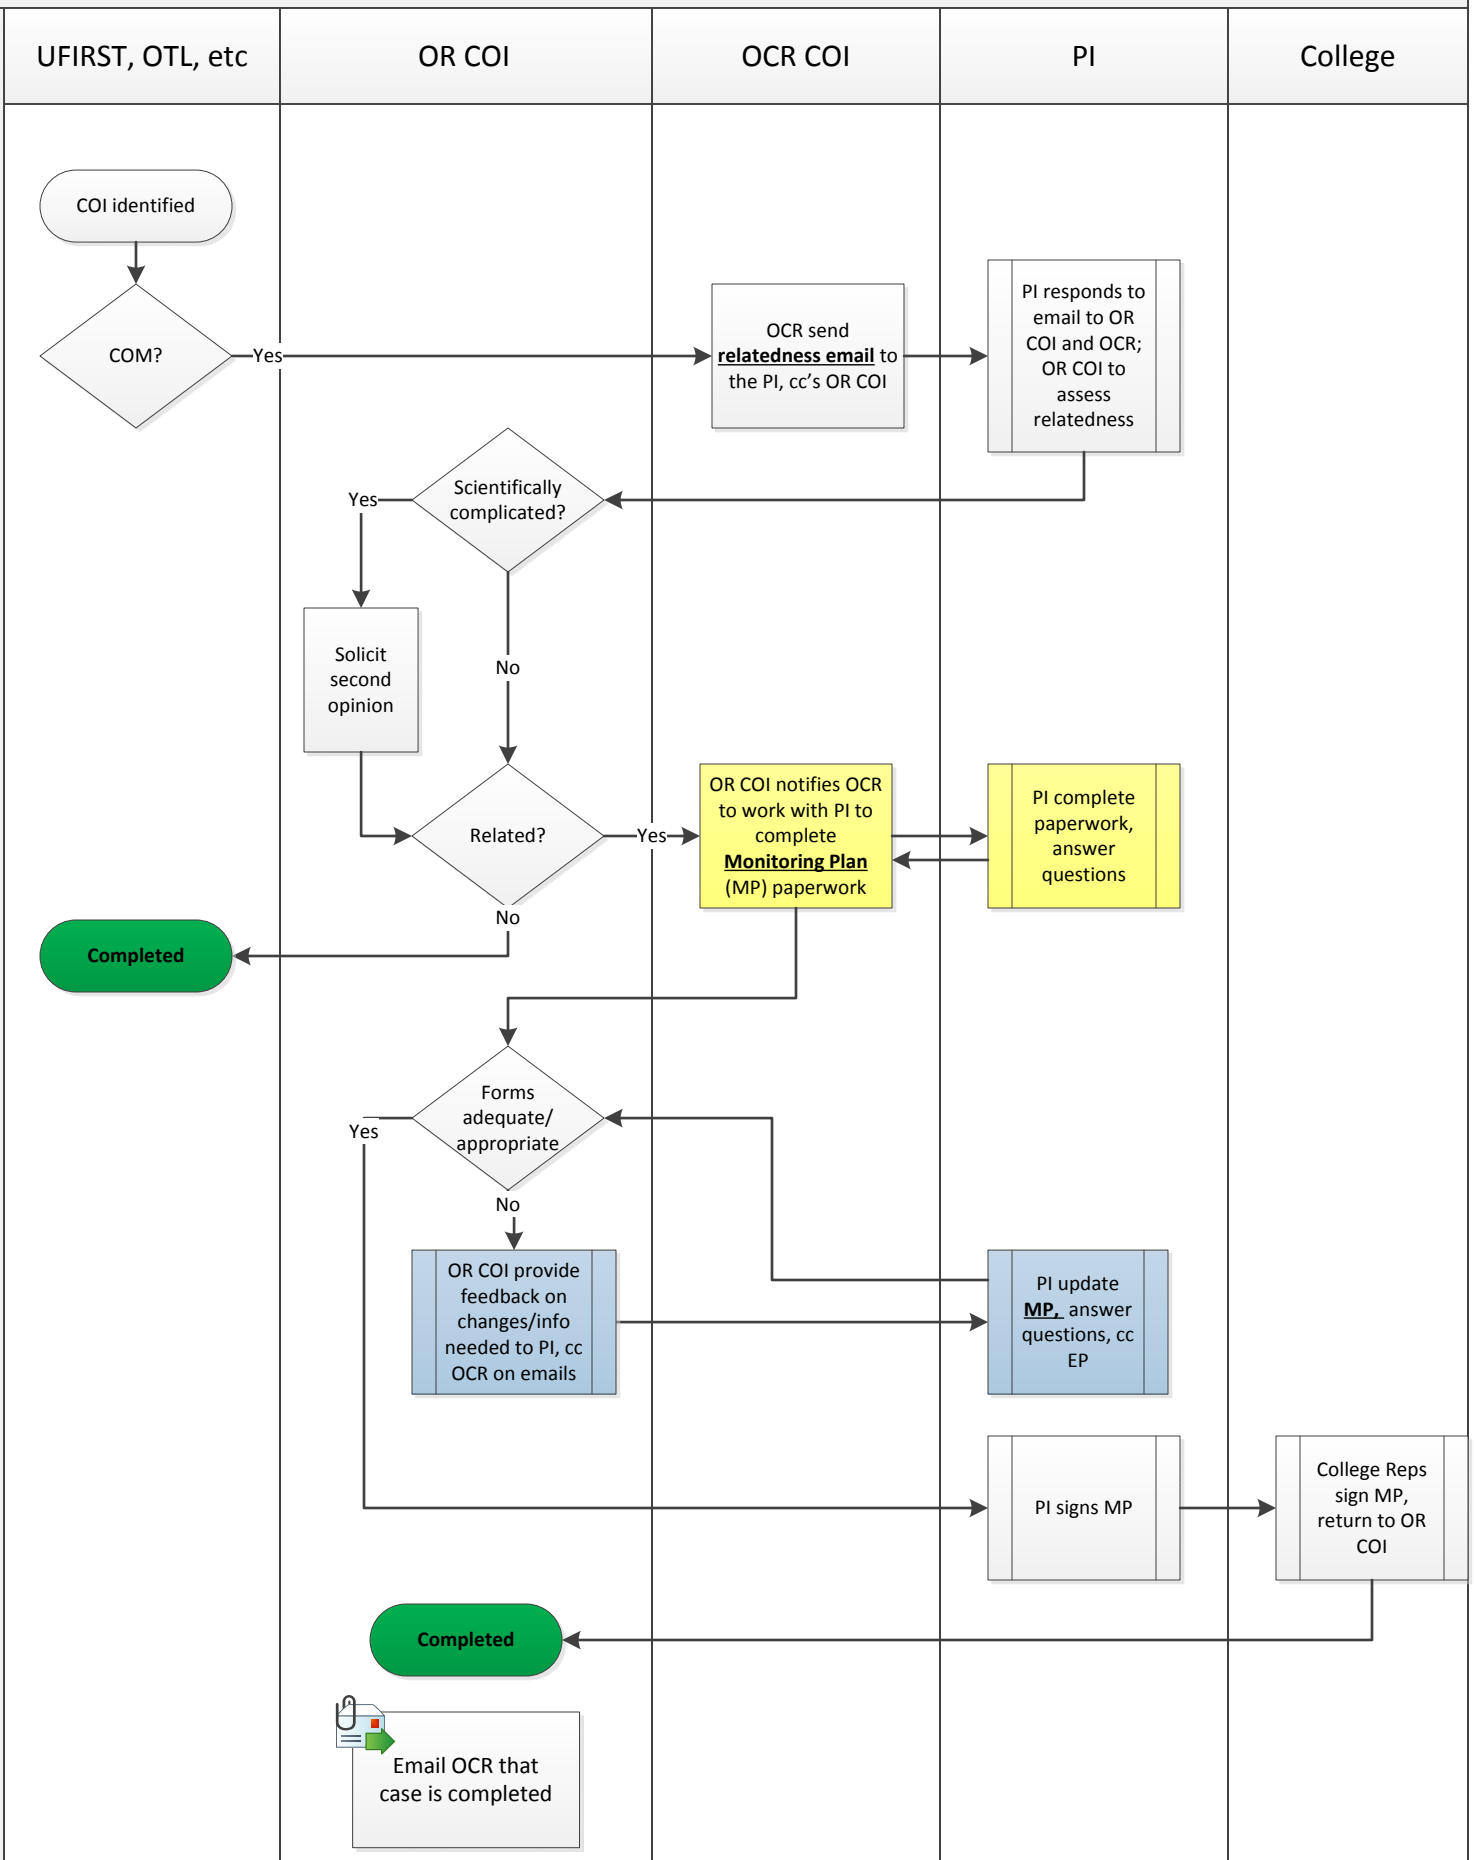 UFIRST, OTL, etc
OR COI
OCR COI
PI
College
COI identified
COM?
Yes
OCR send
relatedness email to
the PI, cc's OR COI
PI responds to
email to OR
COI and OCR;
OR COI to
assess
relatedness
Scientifically
complicated?
Yes
No
Solicit
second
opinion
Related?
Yes
No
OR COI notifies OCR
to work with PI to
complete
Monitoring Plan
(MP) paperwork
PI complete
paperwork,
answer
questions
Completed
Forms
adequate/
appropriate
Yes
No
OR COI provide
feedback on
changes/info
needed to PI, cc
OCR on emails
PI update
MP, answer
questions, cc
EP
PI signs MP
College Reps
sign MP,
return to OR
COI
Completed
Email OCR that
case is completed